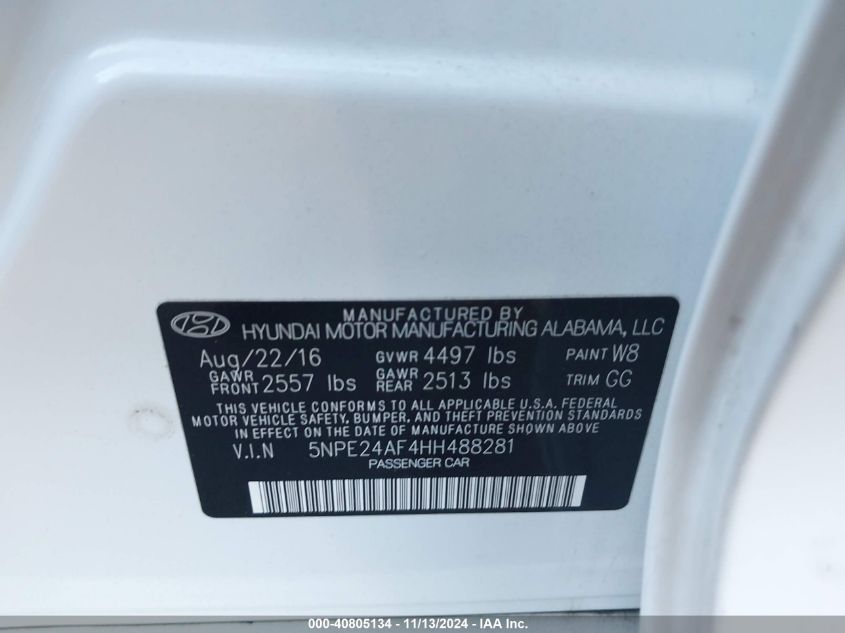 MANUFACTURED BY
HYUNDAI MOTOR MANUFACTURING ALABAMA, LLC
Aug/22/16 GVWR 4497 lbs PAINT W8
GAWR FRONT 2557 lbs GAWR REAR 2513 lbs TRIM GG
THIS VEHICLE CONFORMS TO ALL APPLICABLE U.S.A. FEDERAL
MOTOR VEHICLE SAFETY, BUMPER, AND THEFT PREVENTION STANDARDS
IN EFFECT ON THE DATE OF MANUFACTURE SHOWN ABOVE
V.I.N 5NPE24AF4HH488281
PASSENGER CAR
000-40805134 - 11/13/2024 - IAA Inc.